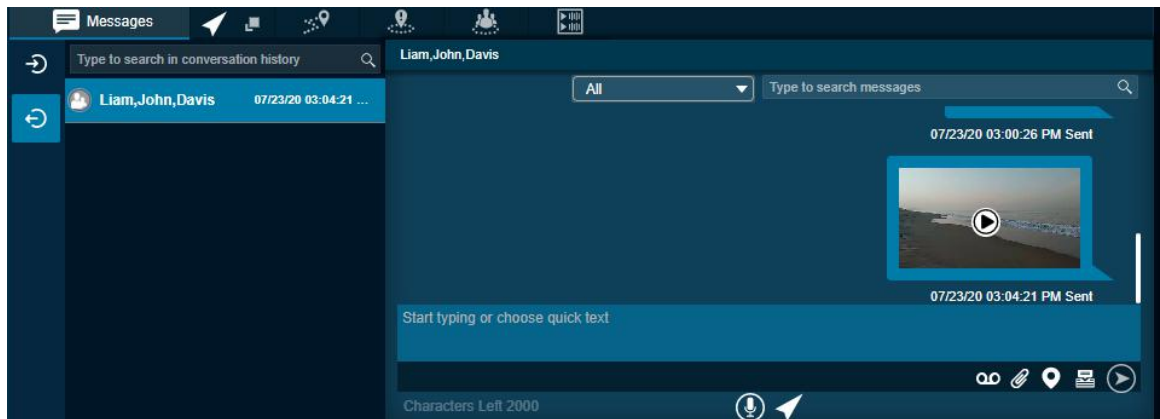 Messages
Type to search in conversation history
Liam,John,Davis 07/23/20 03:04:21 ...
Liam,John,Davis
All
Type to search messages
07/23/20 03:00:26 PM Sent
07/23/20 03:04:21 PM Sent
Start typing or choose quick text
Characters Left 2000